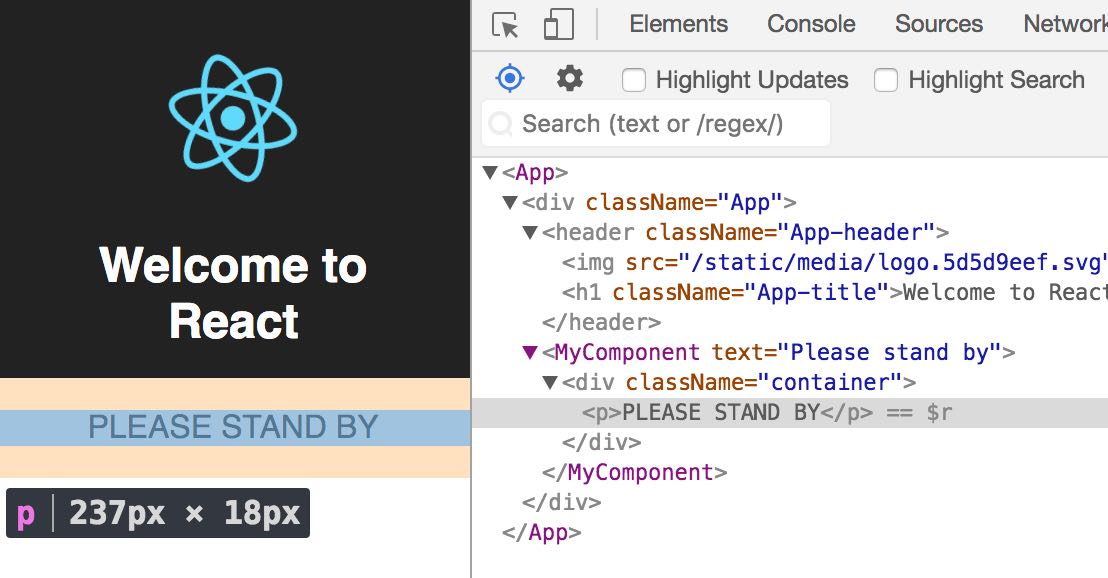 Welcome to
React
PLEASE STAND BY
p 237px × 18px
Elements Console Sources Network
Highlight Updates Highlight Search
Search (text or /regex/)
<App>
<div className="App">
<header className="App-header">
<img src="/static/media/logo.5d5d9eef.svg"
<h1 className="App-title">Welcome to React
</header>
<MyComponent text="Please stand by">
<div className="container">
<p>PLEASE STAND BY</p> == $r
</div>
</MyComponent>
</div>
</App>